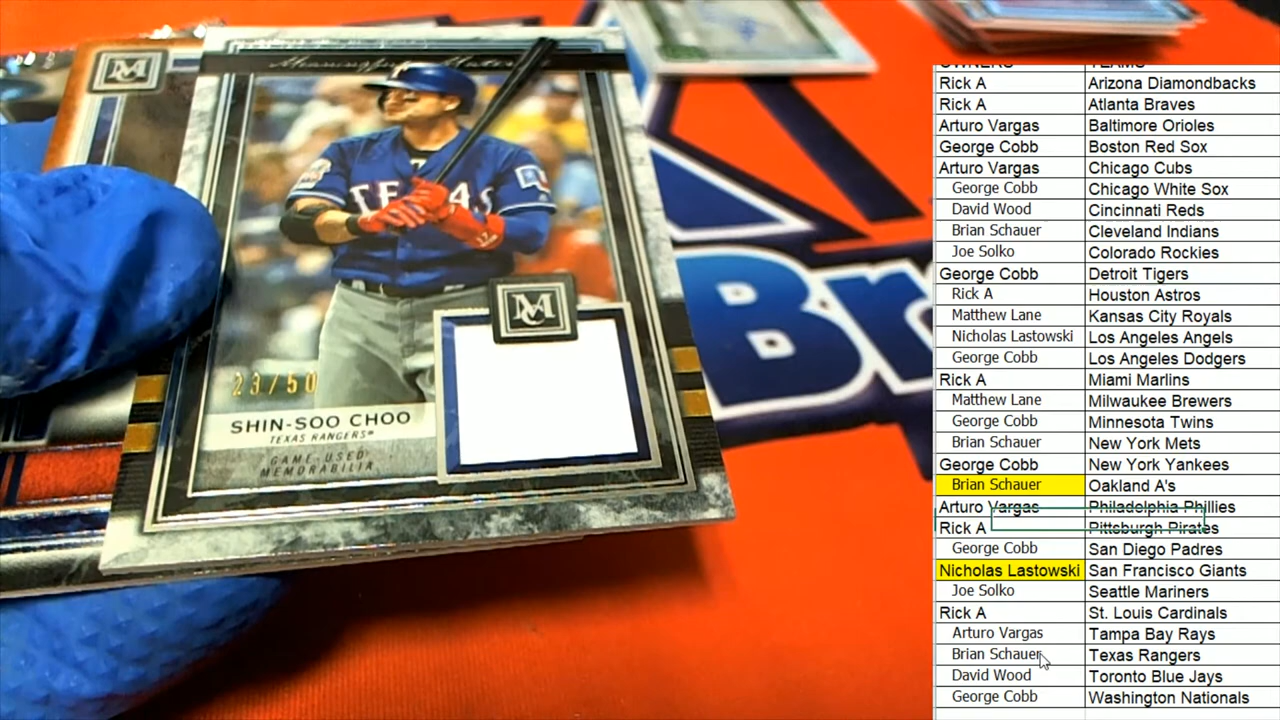 Meaningful Material
TEXAS
MC
MC
23/50
SHIN-SOO CHOO
TEXAS RANGERS
GAME-USED
MEMORABILIA
Br
OWNERS TEAMS
Rick A Arizona Diamondbacks
Rick A Atlanta Braves
Arturo Vargas Baltimore Orioles
George Cobb Boston Red Sox
Arturo Vargas Chicago Cubs
George Cobb Chicago White Sox
David Wood Cincinnati Reds
Brian Schauer Cleveland Indians
Joe Solko Colorado Rockies
George Cobb Detroit Tigers
Rick A Houston Astros
Matthew Lane Kansas City Royals
Nicholas Lastowski Los Angeles Angels
George Cobb Los Angeles Dodgers
Rick A Miami Marlins
Matthew Lane Milwaukee Brewers
George Cobb Minnesota Twins
Brian Schauer New York Mets
George Cobb New York Yankees
Brian Schauer Oakland A's
Arturo Vargas Philadelphia Phillies
Rick A Pittsburgh Pirates
George Cobb San Diego Padres
Nicholas Lastowski San Francisco Giants
Joe Solko Seattle Mariners
Rick A St. Louis Cardinals
Arturo Vargas Tampa Bay Rays
Brian Schauer Texas Rangers
David Wood Toronto Blue Jays
George Cobb Washington Nationals